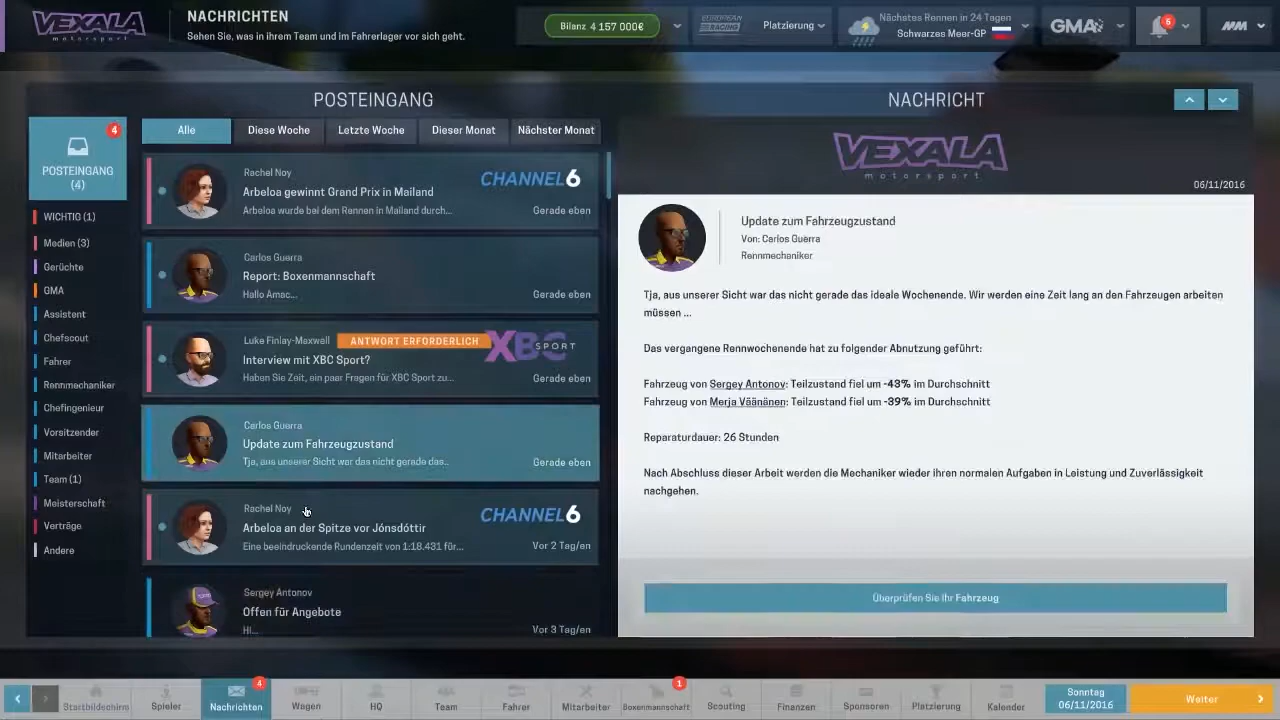 VEXALA
motorsport
NACHRICHTEN
Sehen Sie, was in ihrem Team und im Fahrerlager vor sich geht.
Bilanz 4 157 000€
EUROPEAN
RACING
Platzierung
Nächstes Rennen in 24 Tagen
Schwarzes Meer-GP
GMA
6
POSTEINGANG
NACHRICHT
4
POSTEINGANG
(4)
WICHTIG (1)
Medien (3)
Gerüchte
GMA
Assistent
Chefscout
Fahrer
Rennmechaniker
Chefingenieur
Vorsitzender
Mitarbeiter
Team (1)
Meisterschaft
Verträge
Andere
Alle
Diese Woche
Letzte Woche
Dieser Monat
Nächster Monat
Rachel Noy
Arbeloa gewinnt Grand Prix in Mailand
Arbeloa wurde bei dem Rennen in Mailand durch...
CHANNEL6
Gerade eben
Carlos Guerra
Report: Boxenmannschaft
Hallo Amac...
Gerade eben
Luke Finlay-Maxwell
ANTWORT ERFORDERLICH
XBC SPORT
Interview mit XBC Sport?
Haben Sie Zeit, ein paar Fragen für XBC Sport zu...
Gerade eben
Carlos Guerra
Update zum Fahrzeugzustand
Tja, aus unserer Sicht war das nicht gerade das..
Gerade eben
Rachel Noy
Arbeloa an der Spitze vor Jónsdóttir
Eine beeindruckende Rundenzeit von 1:18.431 für...
CHANNEL6
Vor 2 Tag/en
Sergey Antonov
Offen für Angebote
Hi...
Vor 3 Tag/en
VEXALA
motorsport
06/11/2016
Update zum Fahrzeugzustand
Von: Carlos Guerra
Rennmechaniker
Tja, aus unserer Sicht war das nicht gerade das ideale Wochenende. Wir werden eine Zeit lang an den Fahrzeugen arbeiten
müssen ...
Das vergangene Rennwochenende hat zu folgender Abnutzung geführt:
Fahrzeug von Sergey Antonov: Teilzustand fiel um -43% im Durchschnitt
Fahrzeug von Merja Väänänen: Teilzustand fiel um -39% im Durchschnitt
Reparaturdauer: 26 Stunden
Nach Abschluss dieser Arbeit werden die Mechaniker wieder ihren normalen Aufgaben in Leistung und Zuverlässigkeit
nachgehen.
Überprüfen Sie Ihr Fahrzeug
Startbildschirm
Spieler
4
Nachrichten
Wagen
HQ
Team
Fahrer
Mitarbeiter
1
Boxenmannschaft
Scouting
Finanzen
Sponsoren
Platzierung
Kalender
Sonntag
06/11/2016
Weiter